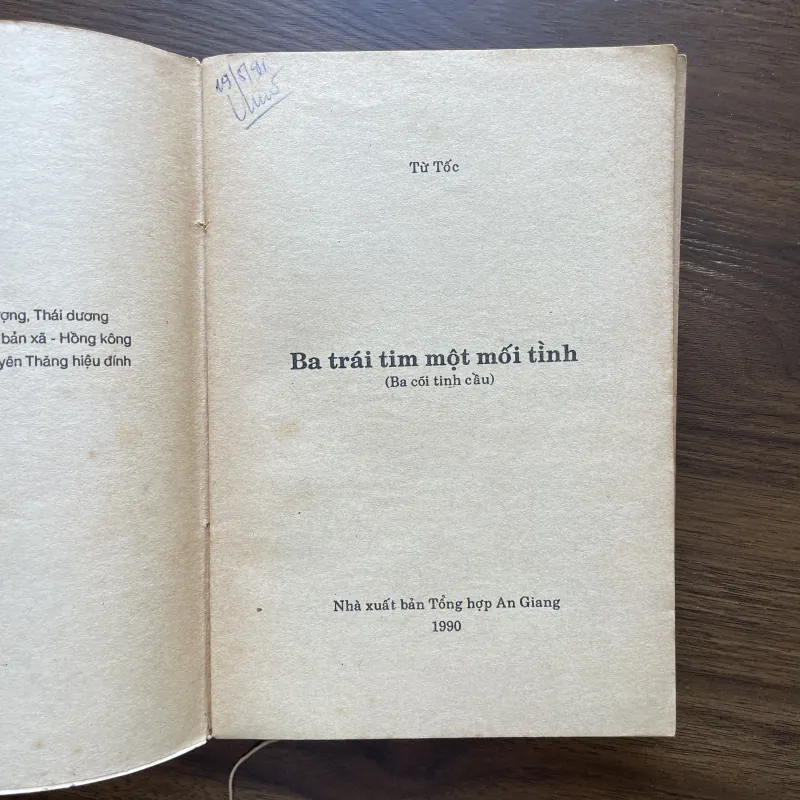 ợng, Thái dương
bản xã - Hồng kông
yên Thăng hiệu đính
19/5/91
Từ Tốc
Ba trái tim một mối tình
(Ba cõi tinh cầu)
Nhà xuất bản Tổng hợp An Giang
1990